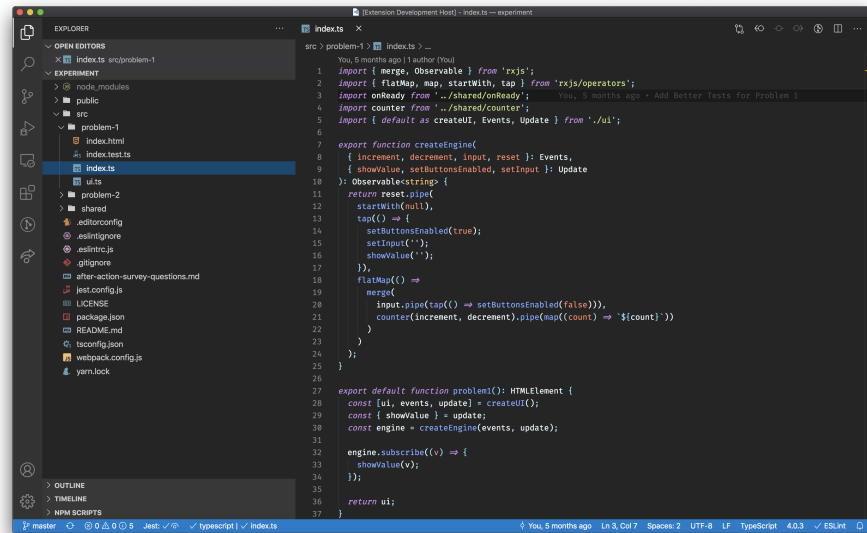 [Extension Development Host] - index.ts — experiment
EXPLORER
OPEN EDITORS
index.ts src/problem-1
EXPERIMENT
node_modules
public
src
problem-1
index.html
index.test.ts
index.ts
ui.ts
problem-2
shared
.editorconfig
.eslintignore
.eslintrc.js
.gitignore
after-action-survey-questions.md
jest.config.js
LICENSE
package.json
README.md
tsconfig.json
webpack.config.js
yarn.lock
OUTLINE
TIMELINE
NPM SCRIPTS
index.ts
src > problem-1 > index.ts > ...
You, 5 months ago | 1 author (You)
1 import { merge, Observable } from 'rxjs';
2 import { flatMap, map, startWith, tap } from 'rxjs/operators';
3 import onReady from '../shared/onReady'; You, 5 months ago • Add Better Tests for Problem 1
4 import counter from '../shared/counter';
5 import { default as createUI, Events, Update } from './ui';
6
7 export function createEngine(
8 { increment, decrement, input, reset }: Events,
9 { showValue, setButtonsEnabled, setInput }: Update
10 ): Observable<string> {
11 return reset.pipe(
12 startWith(null),
13 tap(() => {
14 setButtonsEnabled(true);
15 setInput('');
16 showValue('');
17 }),
18 flatMap(() =>
19 merge(
20 input.pipe(tap(() => setButtonsEnabled(false))),
21 counter(increment, decrement).pipe(map((count) => `${count}`))
22 )
23 )
24 );
25 }
26
27 export default function problem1(): HTMLElement {
28 const [ui, events, update] = createUI();
29 const { showValue } = update;
30 const engine = createEngine(events, update);
31
32 engine.subscribe((v) => {
33 showValue(v);
34 });
35
36 return ui;
37 }
master 0 0 5 Jest: typescript | index.ts You, 5 months ago Ln 3, Col 7 Spaces: 2 UTF-8 LF TypeScript 4.0.3 ESLint